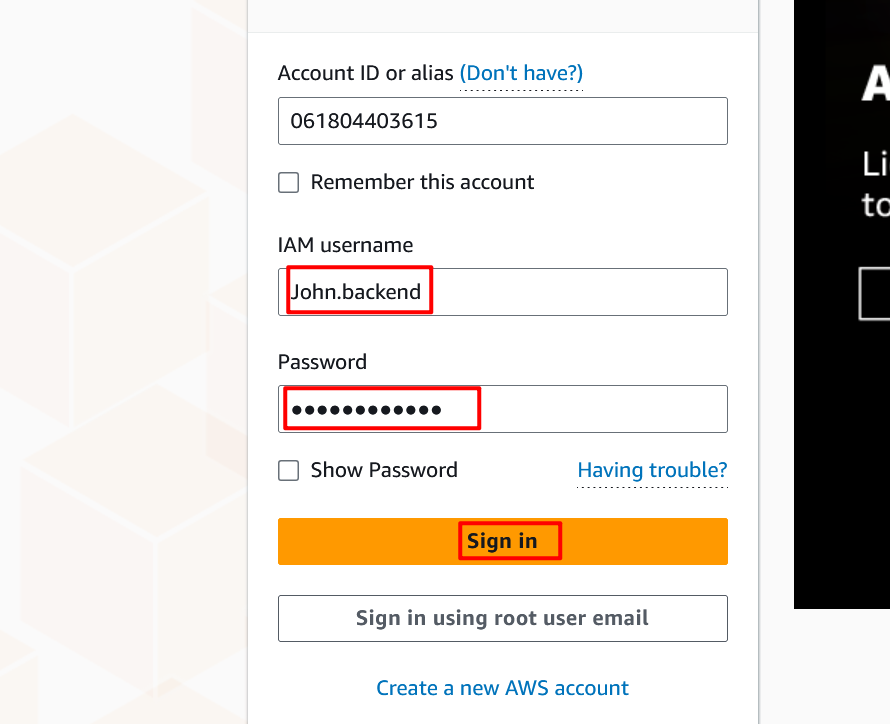 Account ID or alias (Don't have?)
061804403615
Remember this account
IAM username
John.backend
Password
••••••••••••
Show Password
Having trouble?
Sign in
Sign in using root user email
Create a new AWS account
A
Li
to